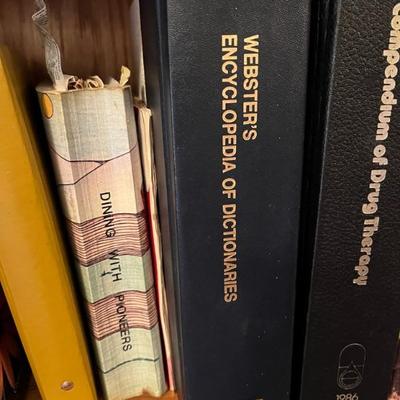 DINING WITH PIONEERS
WEBSTER'S
ENCYCLOPEDIA OF DICTIONARIES
Compendium of Drug Therapy
1986